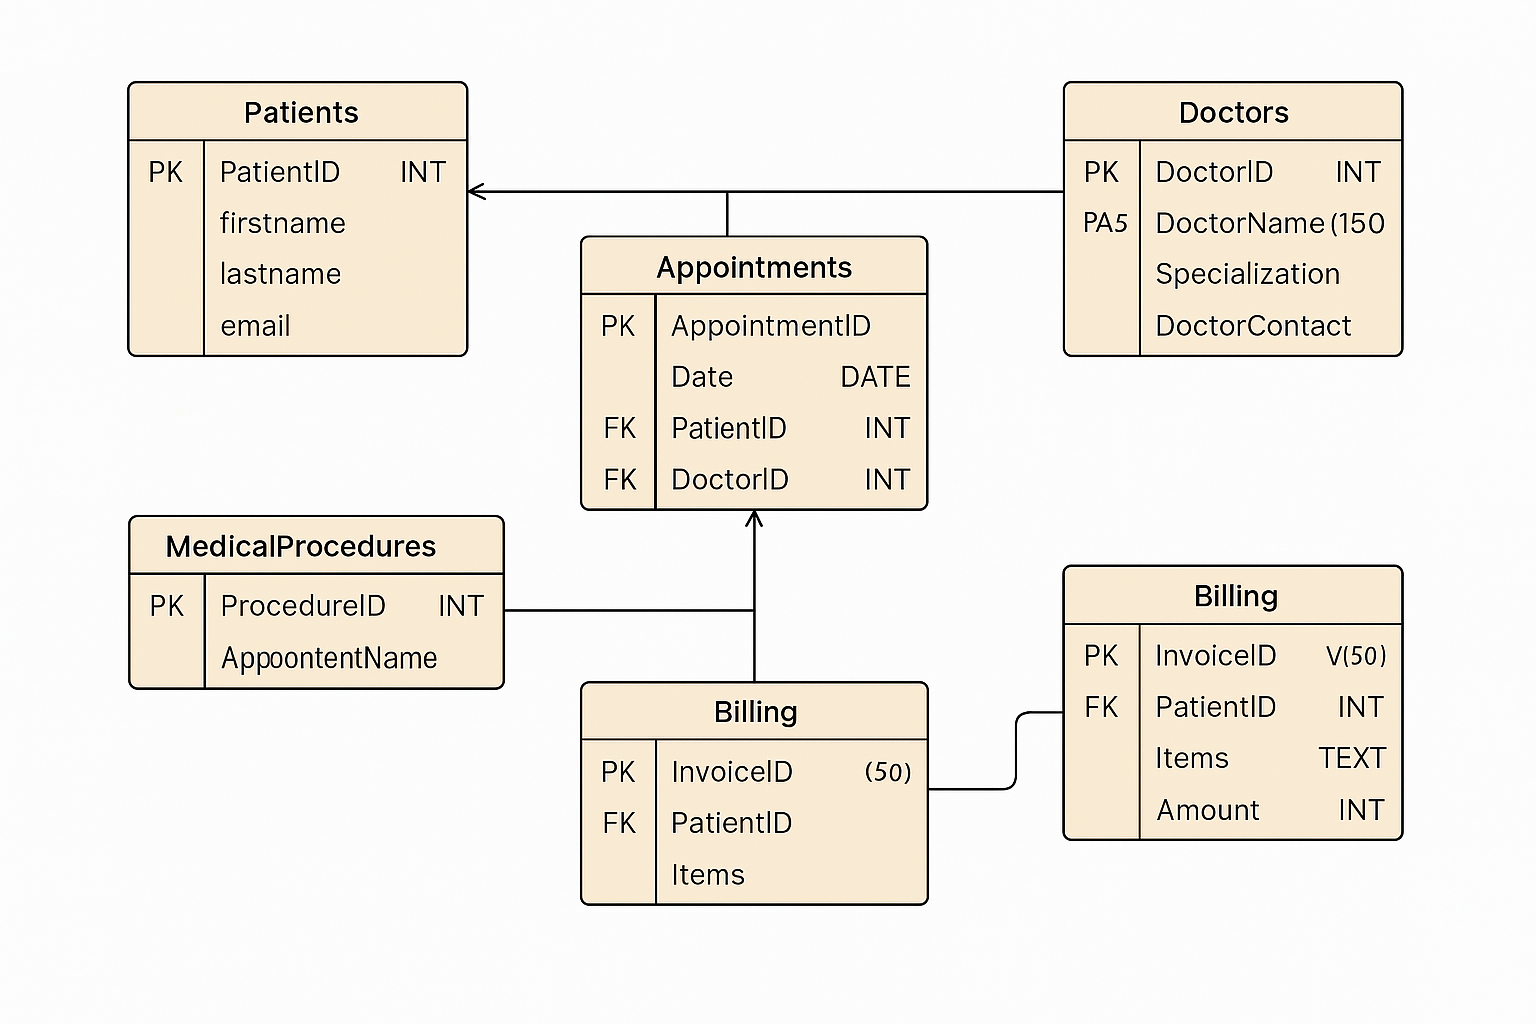 Patients
PK PatientID INT
firstname
lastname
email
Doctors
PK DoctorID INT
PA5 DoctorName (150
Specialization
DoctorContact
Appointments
PK AppointmentID
Date DATE
FK PatientID INT
FK DoctorID INT
MedicalProcedures
PK ProcedureID INT
AppoontentName
Billing
PK InvoiceID (50)
FK PatientID
Items
Billing
PK InvoiceID V(50)
FK PatientID INT
Items TEXT
Amount INT